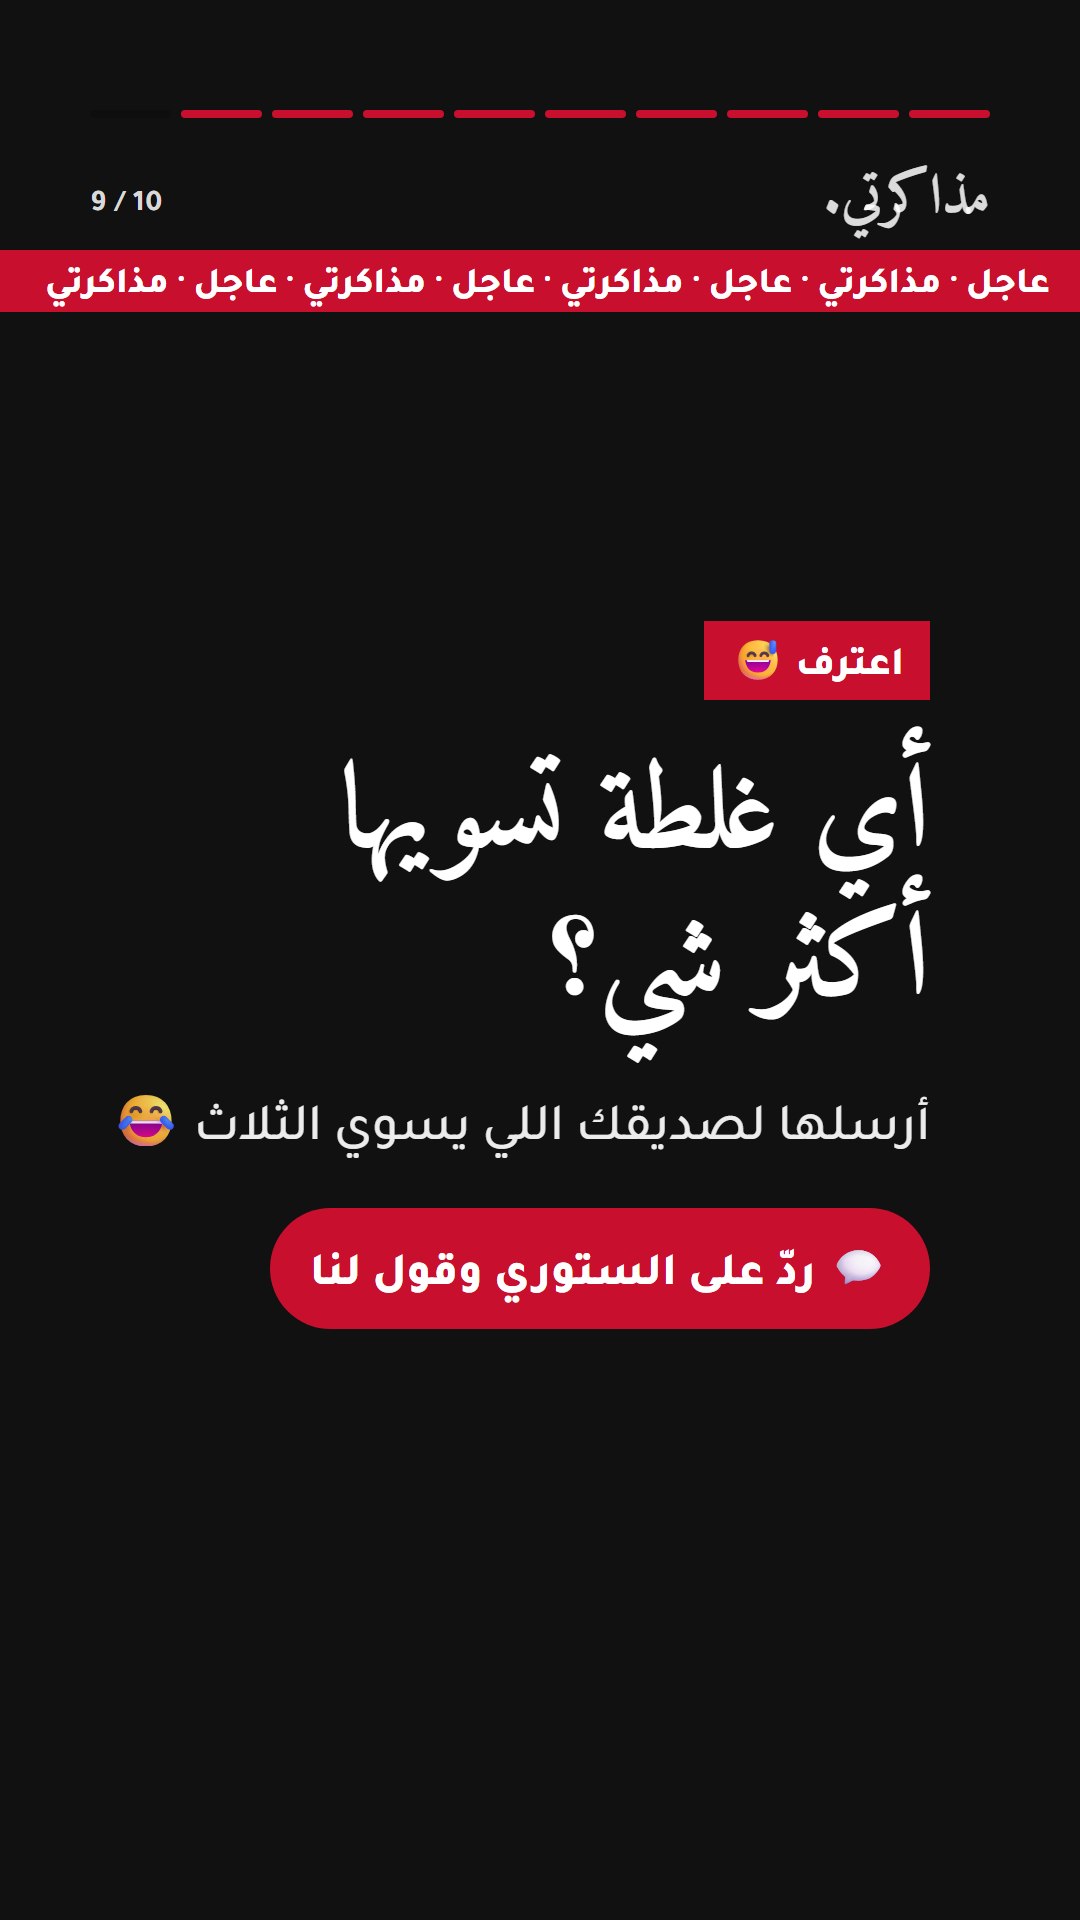 مذاكرتي.
9 / 10
عاجل · مذاكرتي · عاجل · مذاكرتي · عاجل · مذاكرتي · عاجل · مذاكرتي
اعترف 😅
أي غلطة تسويها
أكثر شي؟
أرسلها لصديقك اللي يسوي الثلاث 😂
💬 ردّ على الستوري وقول لنا